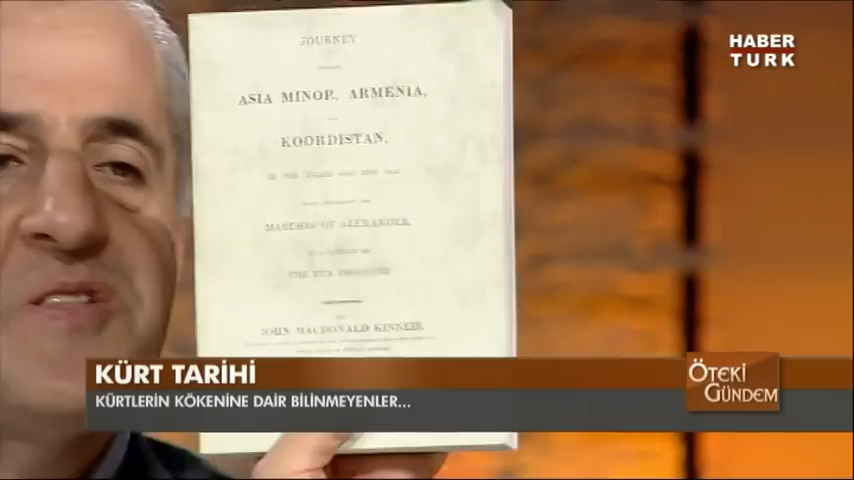 HABER
TURK
JOURNEY
ASIA MINOR, ARMENIA,
KOORDISTAN,
MARCHES OF ALEXANDER,
THE TEN THOUSAND
JOHN MACDONALD KINNEIR,
KÜRT TARİHİ
KÜRTLERİN KÖKENİNE DAİR BİLİNMEYENLER...
ÖTEKİ
GÜNDEM